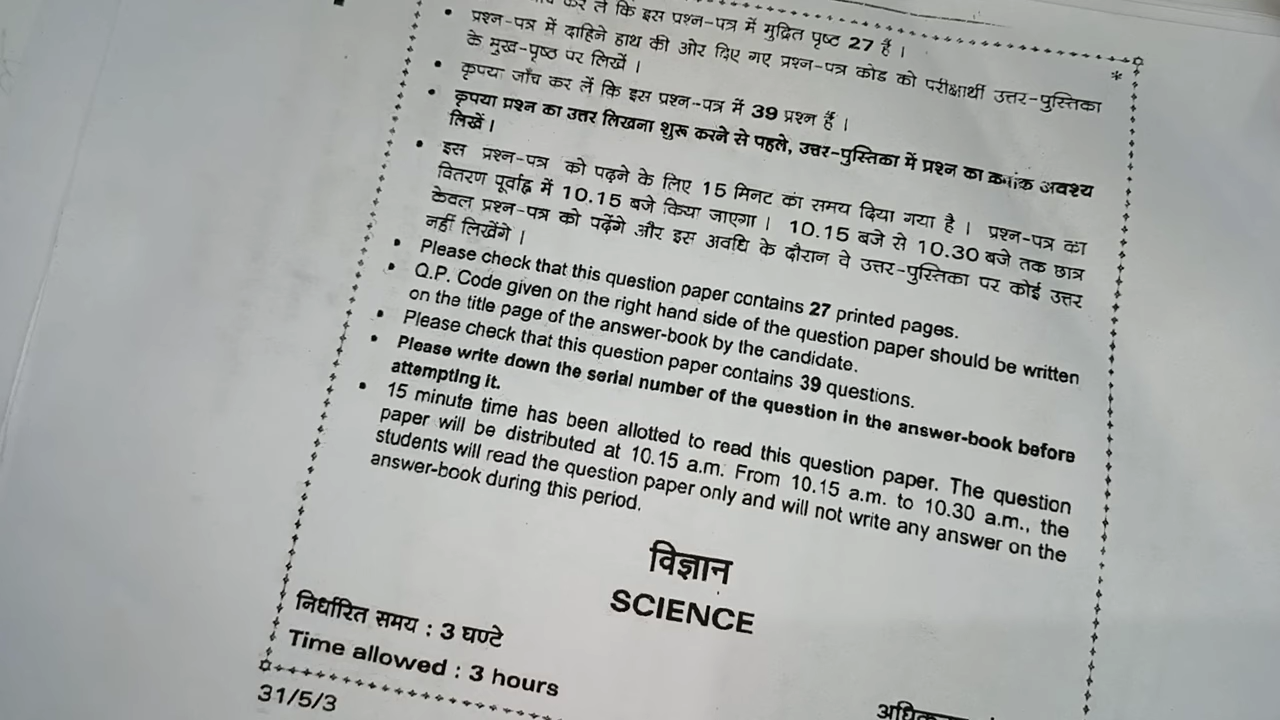 कर लें कि इस प्रश्न-पत्र में मुद्रित पृष्ठ 27 हैं ।
• प्रश्न-पत्र में दाहिने हाथ की ओर दिए गए प्रश्न-पत्र कोड को परीक्षार्थी उत्तर-पुस्तिका
के मुख-पृष्ठ पर लिखें ।
• कृपया जाँच कर लें कि इस प्रश्न-पत्र में 39 प्रश्न हैं ।
• कृपया प्रश्न का उत्तर लिखना शुरू करने से पहले, उत्तर-पुस्तिका में प्रश्न का क्रमांक अवश्य
लिखें ।
• इस प्रश्न-पत्र को पढ़ने के लिए 15 मिनट का समय दिया गया है । प्रश्न-पत्र का
वितरण पूर्वाह्न में 10.15 बजे किया जाएगा । 10.15 बजे से 10.30 बजे तक छात्र
केवल प्रश्न-पत्र को पढ़ेंगे और इस अवधि के दौरान वे उत्तर-पुस्तिका पर कोई उत्तर
नहीं लिखेंगे ।
• Please check that this question paper contains 27 printed pages.
• Q.P. Code given on the right hand side of the question paper should be written
on the title page of the answer-book by the candidate.
• Please check that this question paper contains 39 questions.
• Please write down the serial number of the question in the answer-book before
attempting it.
• 15 minute time has been allotted to read this question paper. The question
paper will be distributed at 10.15 a.m. From 10.15 a.m. to 10.30 a.m., the
students will read the question paper only and will not write any answer on the
answer-book during this period.
विज्ञान
SCIENCE
निर्धारित समय : 3 घण्टे
Time allowed : 3 hours
31/5/3